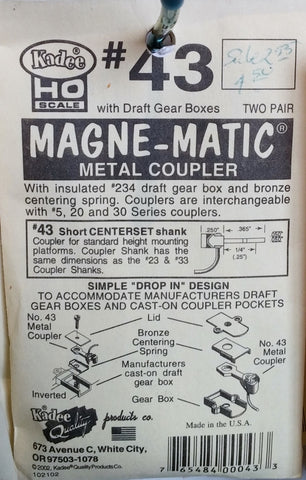 Kadee®
HO
SCALE
#43
with Draft Gear Boxes TWO PAIR
MAGNE-MATIC®
METAL COUPLER
With insulated #234 draft gear box and bronze
centering spring. Couplers are interchangeable
with #5, 20 and 30 Series couplers.
#43 Short CENTERSET shank
Coupler for standard height mounting
platforms. Coupler Shank has the
same dimensions as the #23 & #33
Coupler Shanks.
.250" .365"
1/4"
(.25")
SIMPLE "DROP IN" DESIGN
TO ACCOMMODATE MANUFACTURERS DRAFT
GEAR BOXES AND CAST-ON COUPLER POCKETS
No. 43
Metal
Coupler
Lid
Bronze
Centering
Spring
No. 43
Metal
Coupler
Manufacturers
cast-on draft
gear box
Inverted
Gear Box
Kadee®
Quality
products co.
Made in the U.S.A.
673 Avenue C, White City,
OR 97503-1078
©2002, Kadee® Quality Products Co.
102102
7 65484 00043 3